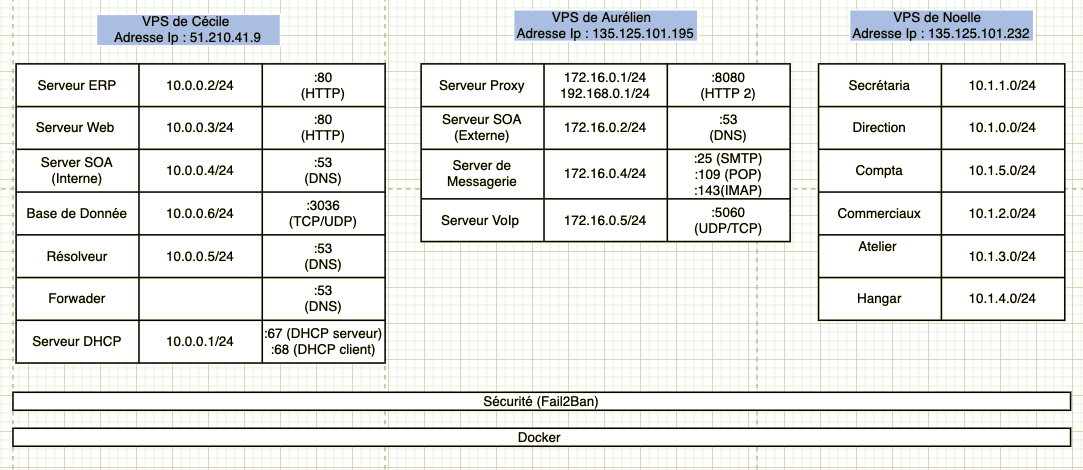 VPS de Cécile
Adresse Ip : 51.210.41.9
Serveur ERP
10.0.0.2/24
:80
(HTTP)
Serveur Web
10.0.0.3/24
:80
(HTTP)
Server SOA
(Interne)
10.0.0.4/24
:53
(DNS)
Base de Donnée
10.0.0.6/24
:3036
(TCP/UDP)
Résolveur
10.0.0.5/24
:53
(DNS)
Forwader
:53
(DNS)
Serveur DHCP
10.0.0.1/24
:67 (DHCP serveur)
:68 (DHCP client)
VPS de Aurélien
Adresse Ip : 135.125.101.195
Serveur Proxy
172.16.0.1/24
192.168.0.1/24
:8080
(HTTP 2)
Serveur SOA
(Externe)
172.16.0.2/24
:53
(DNS)
Server de
Messagerie
172.16.0.4/24
:25 (SMTP)
:109 (POP)
:143(IMAP)
Serveur VoIp
172.16.0.5/24
:5060
(UDP/TCP)
VPS de Noelle
Adresse Ip : 135.125.101.232
Secrétaria
10.1.1.0/24
Direction
10.1.0.0/24
Compta
10.1.5.0/24
Commerciaux
10.1.2.0/24
Atelier
10.1.3.0/24
Hangar
10.1.4.0/24
Sécurité (Fail2Ban)
Docker